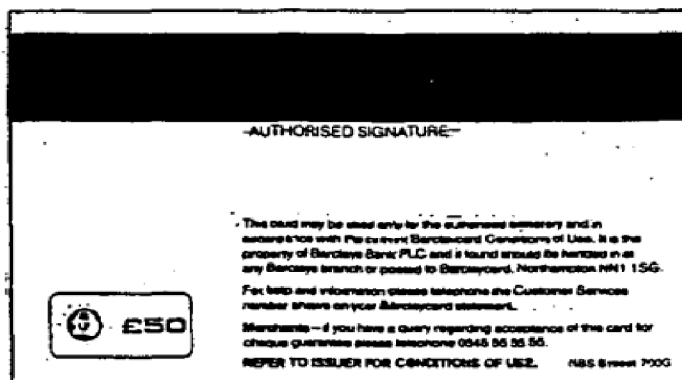 AUTHORISED SIGNATURE
This card may be used only by the authorised signatory and in
accordance with the current Barclaycard Conditions of Use. It is the
property of Barclays Bank PLC and if found should be handed in at
any Barclays branch or posted to Barclaycard, Northampton NN1 1SG.
For help and information please telephone the Customer Services
number shown on your Barclaycard statement.
£50
Merchants – if you have a query regarding acceptance of this card for
cheque guarantee please telephone 0345 55 55 55.
REFER TO ISSUER FOR CONDITIONS OF USE. NBS